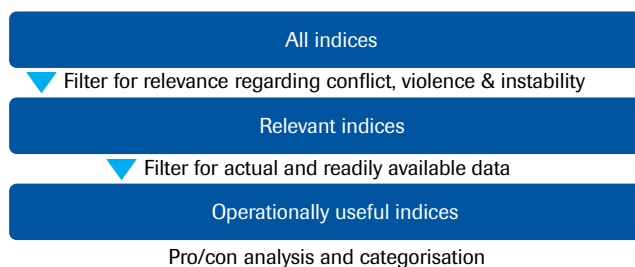 All indices
Filter for relevance regarding conflict, violence & instability
Relevant indices
Filter for actual and readily available data
Operationally useful indices
Pro/con analysis and categorisation